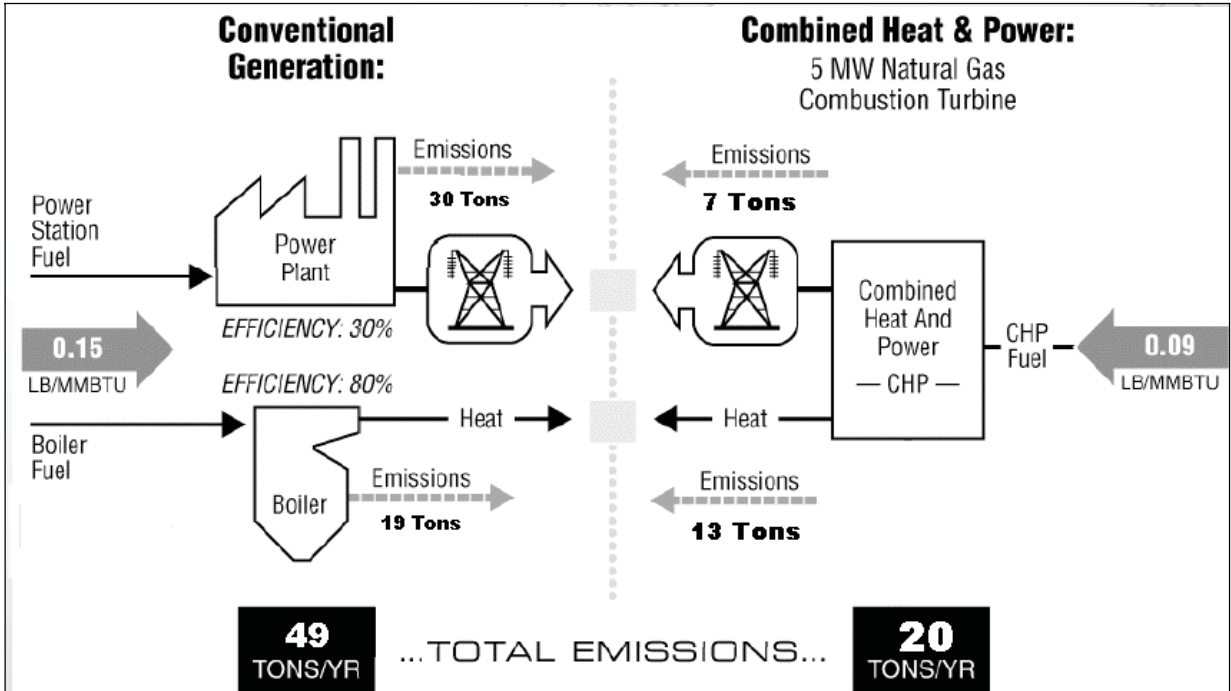 Conventional
Generation:
Combined Heat & Power:
5 MW Natural Gas
Combustion Turbine
Emissions
30 Tons
Emissions
7 Tons
Power
Station
Fuel
Power
Plant
EFFICIENCY: 30%
Combined
Heat And
Power
— CHP —
CHP
Fuel
0.15
LB/MMBTU
0.09
LB/MMBTU
EFFICIENCY: 80%
Heat
Heat
Boiler
Fuel
Boiler
Emissions
19 Tons
Emissions
13 Tons
49
TONS/YR
...TOTAL EMISSIONS...
20
TONS/YR